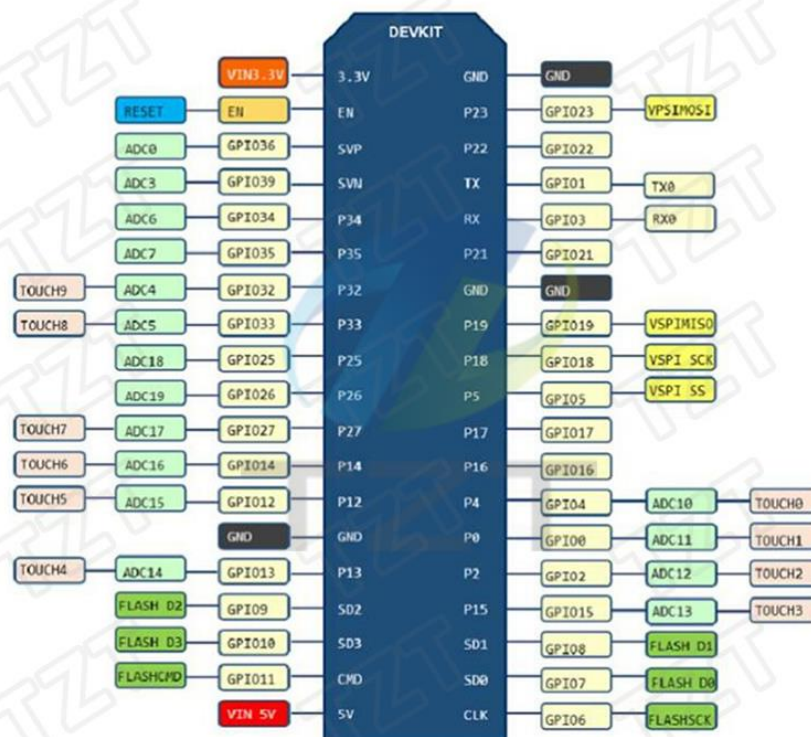 DEVKIT
VIN3.3V 3.3V GND GND
RESET EN EN P23 GPIO23 VPSIMOSI
ADC0 GPIO36 SVP P22 GPIO22
ADC3 GPIO39 SVN TX GPIO1 TX0
ADC6 GPIO34 P34 RX GPIO3 RX0
ADC7 GPIO35 P35 P21 GPIO21
TOUCH9 ADC4 GPIO32 P32 GND GND
TOUCH8 ADC5 GPIO33 P33 P19 GPIO19 VSPIMISO
ADC18 GPIO25 P25 P18 GPIO18 VSPI SCK
ADC19 GPIO26 P26 P5 GPIO5 VSPI SS
TOUCH7 ADC17 GPIO27 P27 P17 GPIO17
TOUCH6 ADC16 GPIO14 P14 P16 GPIO16
TOUCH5 ADC15 GPIO12 P12 P4 GPIO4 ADC10 TOUCH0
GND GND P0 GPIO0 ADC11 TOUCH1
TOUCH4 ADC14 GPIO13 P13 P2 GPIO2 ADC12 TOUCH2
FLASH D2 GPIO9 SD2 P15 GPIO15 ADC13 TOUCH3
FLASH D3 GPIO10 SD3 SD1 GPIO8 FLASH D1
FLASHCMD GPIO11 CMD SD0 GPIO7 FLASH D0
VIN 5V 5V CLK GPIO6 FLASHSCK
TZT